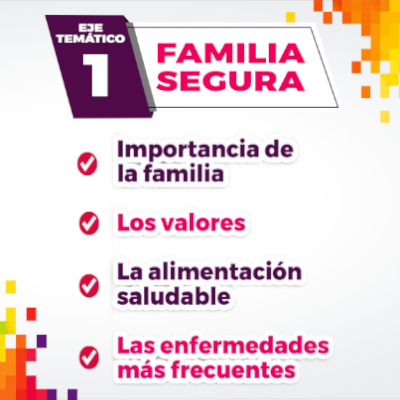 EJE
TEMÁTICO
1
FAMILIA
SEGURA
Importancia de
la familia
Los valores
La alimentación
saludable
Las enfermedades
más frecuentes